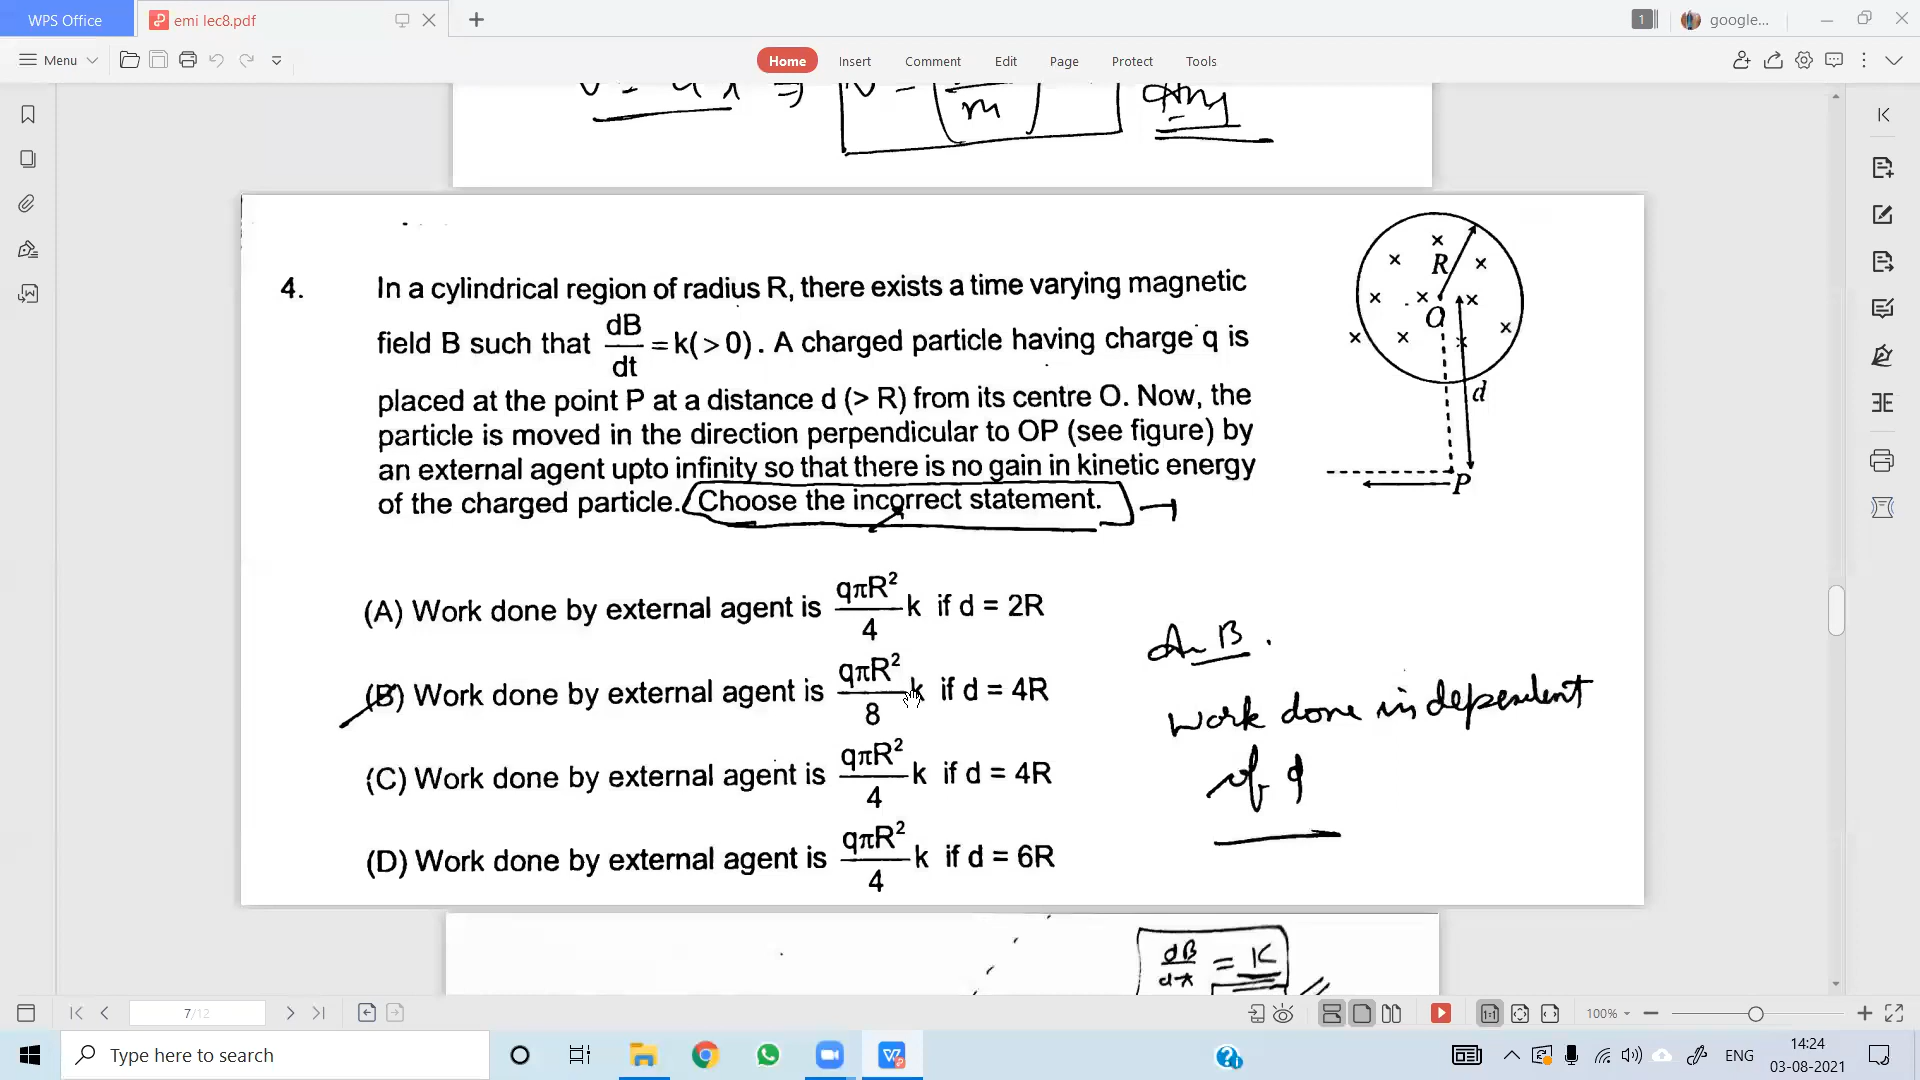 WPS Office
emi lec8.pdf
1
google...
Menu
Home
Insert
Comment
Edit
Page
Protect
Tools
m
Ans
R
O
d
P
4. In a cylindrical region of radius R, there exists a time varying magnetic
field B such that dB/dt = k(> 0). A charged particle having charge q is
placed at the point P at a distance d (> R) from its centre O. Now, the
particle is moved in the direction perpendicular to OP (see figure) by
an external agent upto infinity so that there is no gain in kinetic energy
of the charged particle. Choose the incorrect statement.
(A) Work done by external agent is qπR²/4 k if d = 2R
(B) Work done by external agent is qπR²/8 k if d = 4R
(C) Work done by external agent is qπR²/4 k if d = 4R
(D) Work done by external agent is qπR²/4 k if d = 6R
B.
work done independent
of d
dB/dt = K
7/12
100%
Type here to search
ENG
14:24
03-08-2021